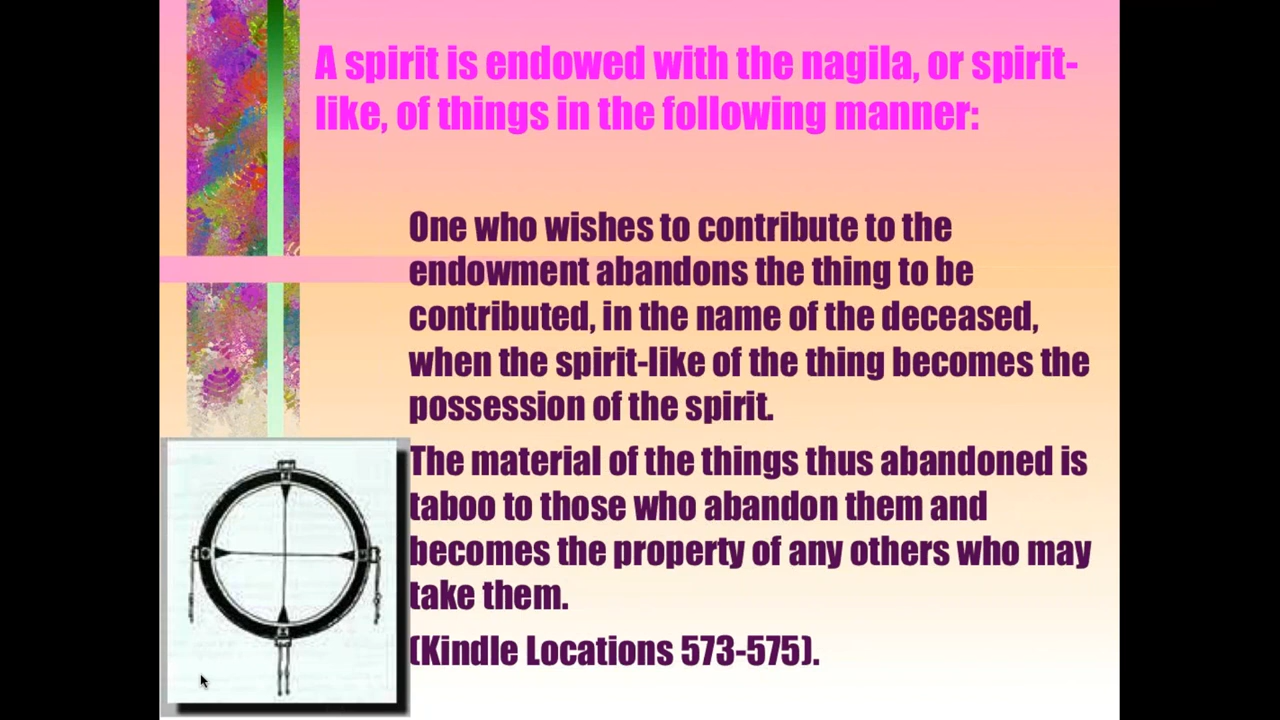 A spirit is endowed with the nagila, or spirit-
like, of things in the following manner:
One who wishes to contribute to the
endowment abandons the thing to be
contributed, in the name of the deceased,
when the spirit-like of the thing becomes the
possession of the spirit.
The material of the things thus abandoned is
taboo to those who abandon them and
becomes the property of any others who may
take them.
(Kindle Locations 573-575).